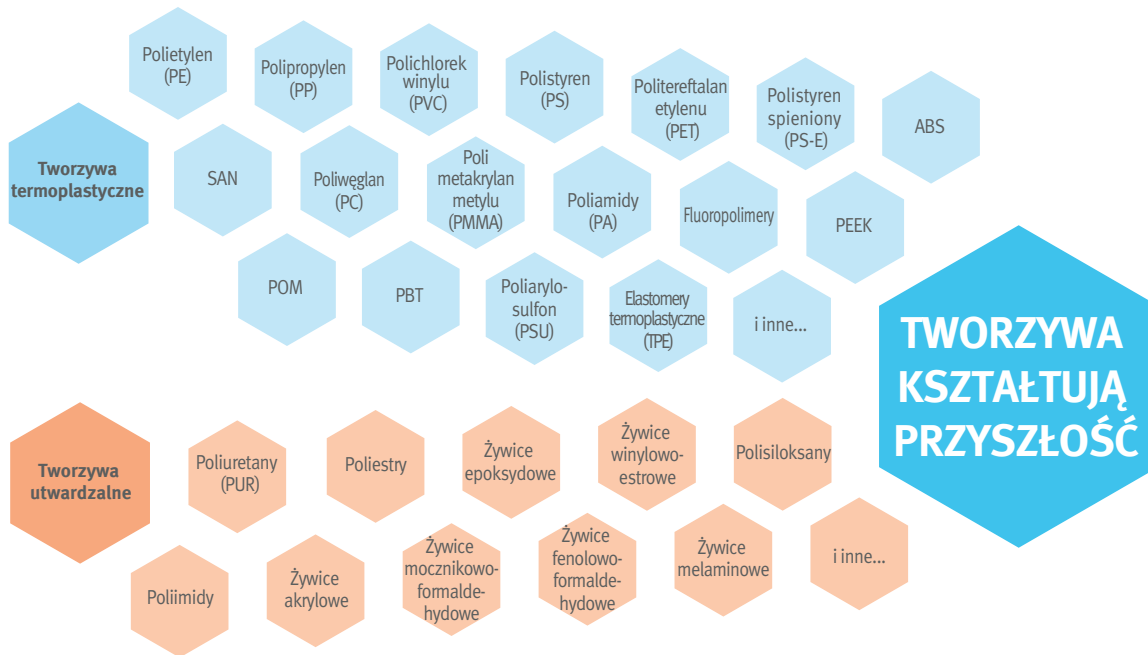 Polietylen
(PE)
Polipropylen
(PP)
Polichlorek
winylu
(PVC)
Polistyren
(PS)
Politereftalan
etylenu
(PET)
Polistyren
spieniony
(PS-E)
ABS
Tworzywa
termoplastyczne
SAN
Poliwęglan
(PC)
Poli
metakrylan
metylu
(PMMA)
Poliamidy
(PA)
Fluoropolimery
PEEK
POM
PBT
Poliarylo-
sulfon
(PSU)
Elastomery
termoplastyczne
(TPE)
i inne...
TWORZYWA
KSZTAŁTUJĄ
PRZYSZŁOŚĆ
Tworzywa
utwardzalne
Poliuretany
(PUR)
Poliestry
Żywice
epoksydowe
Żywice
winylowo-
estrowe
Polisiloksany
Poliimidy
Żywice
akrylowe
Żywice
mocznikowo-
formalde-
hydowe
Żywice
fenolowo-
formalde-
hydowe
Żywice
melaminowe
i inne...